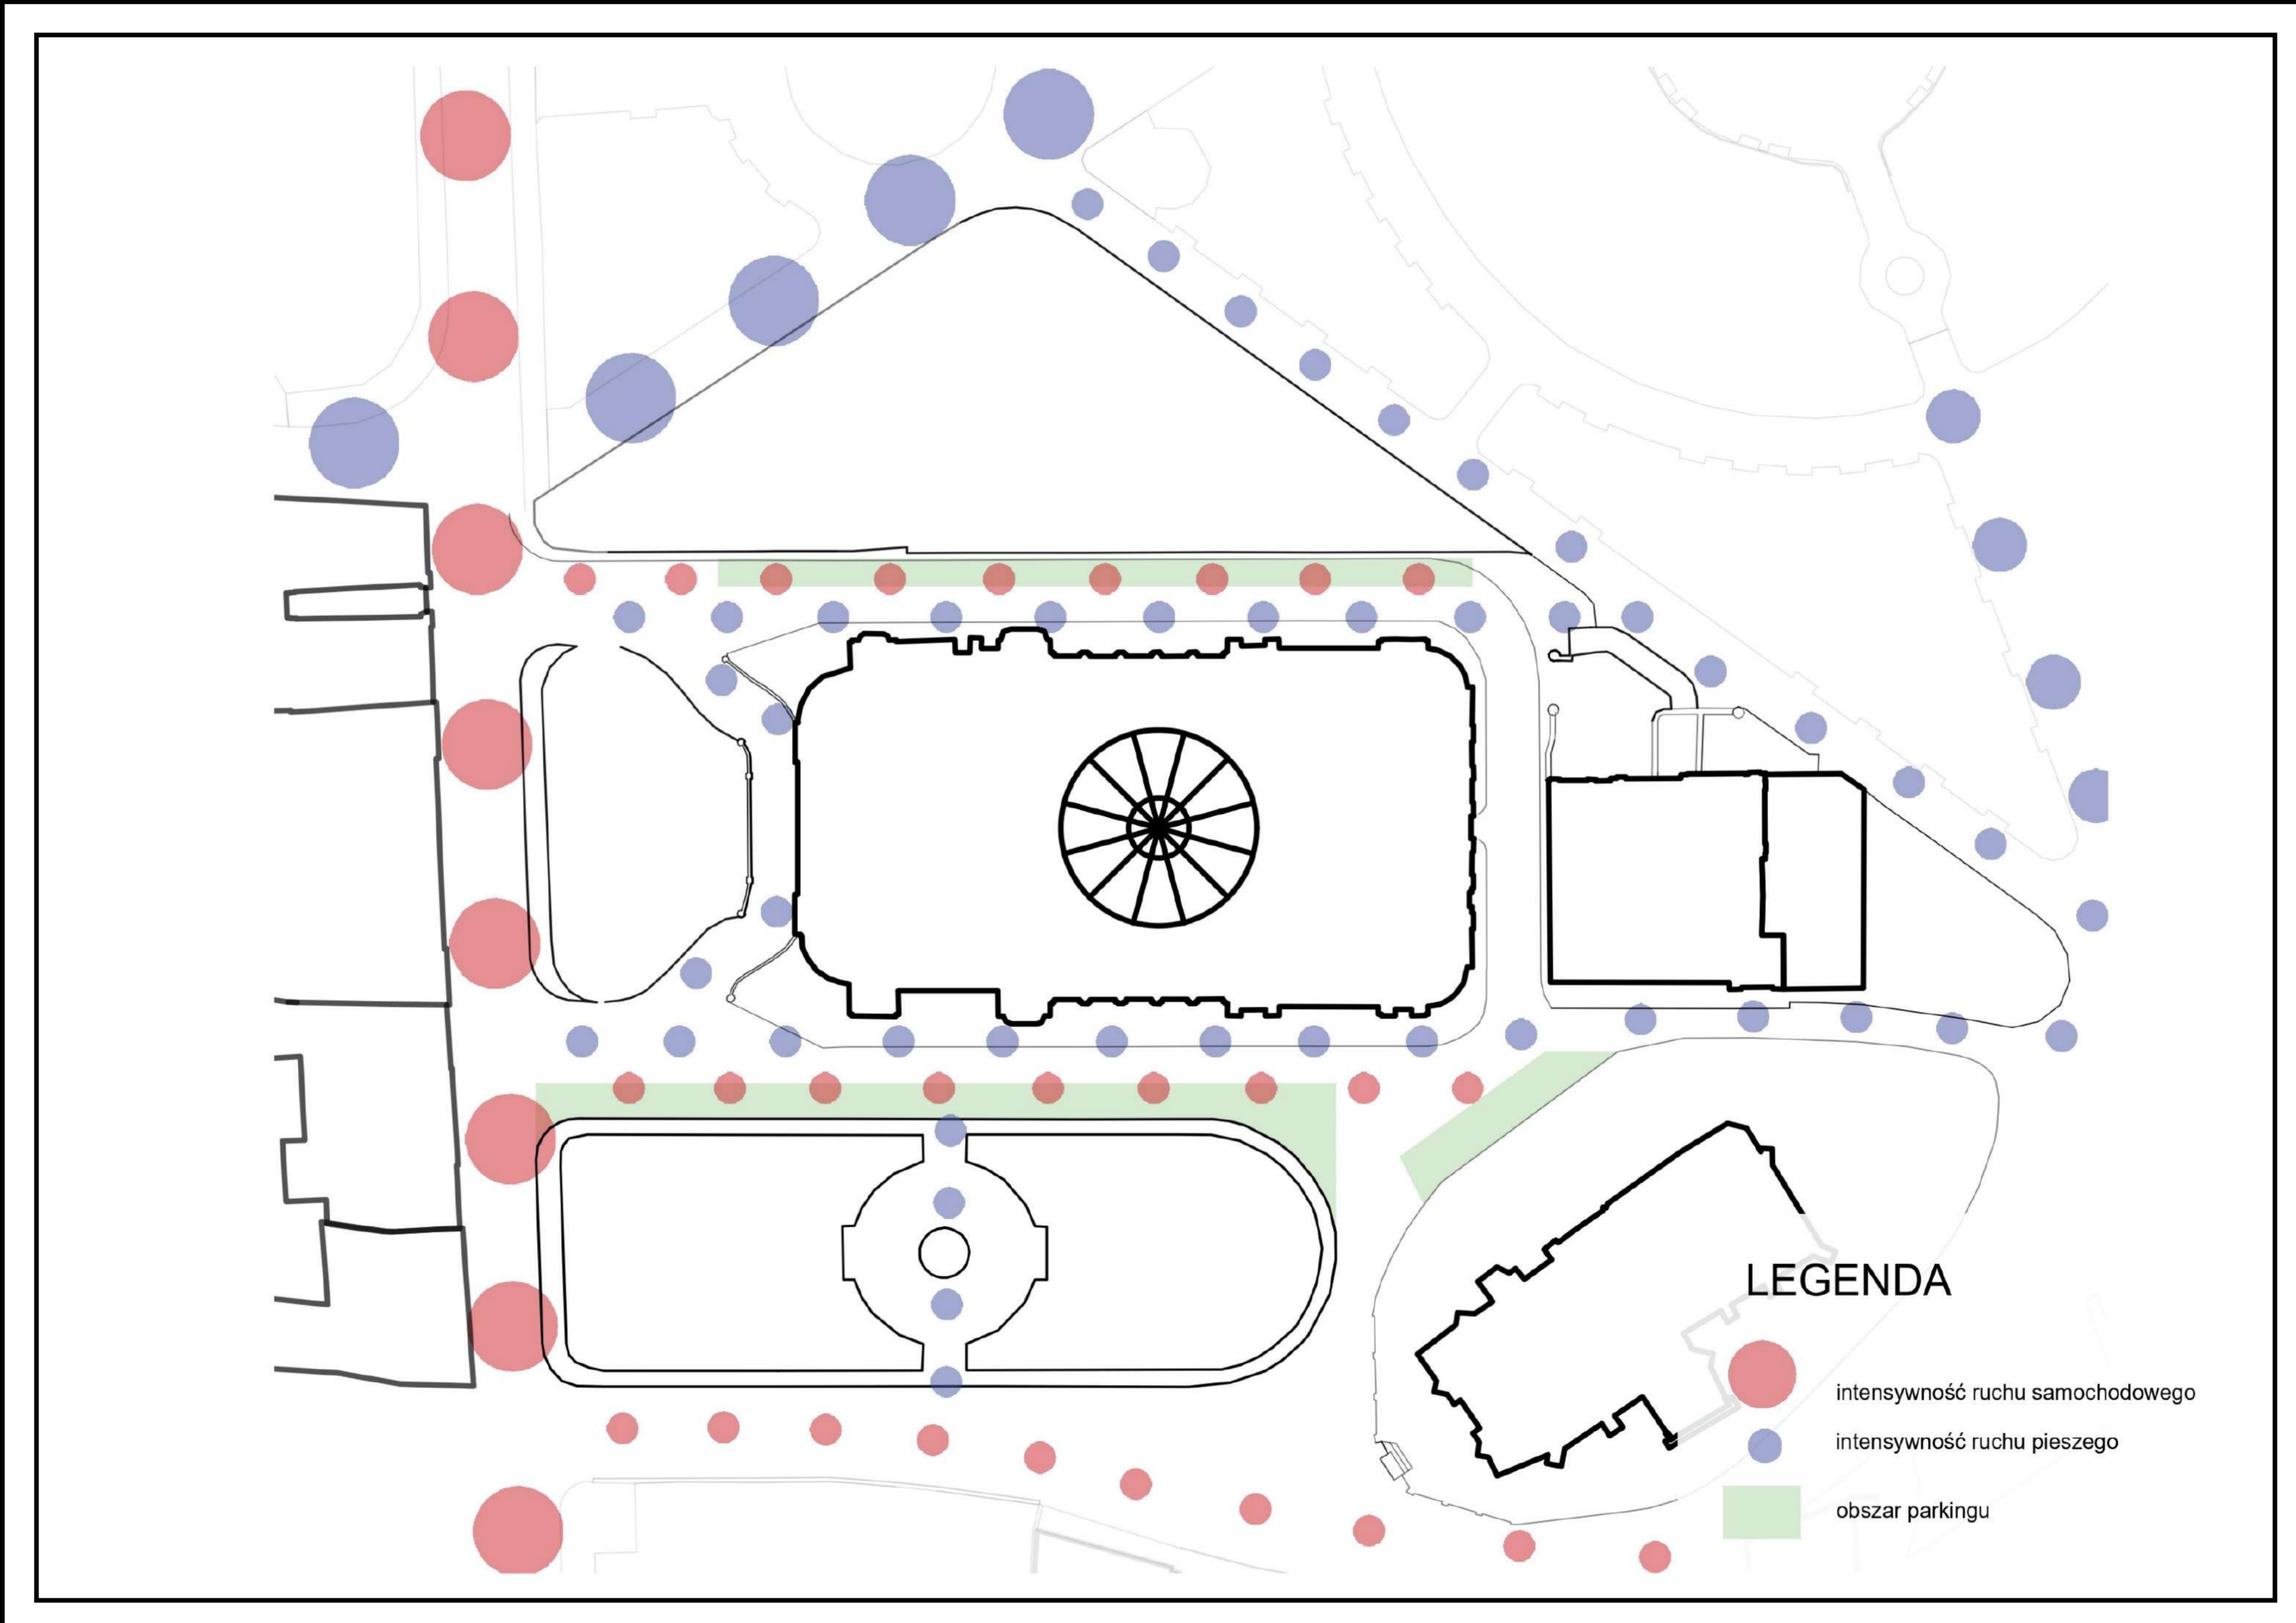 LEGENDA
intensywność ruchu samochodowego
intensywność ruchu pieszego
obszar parkingu